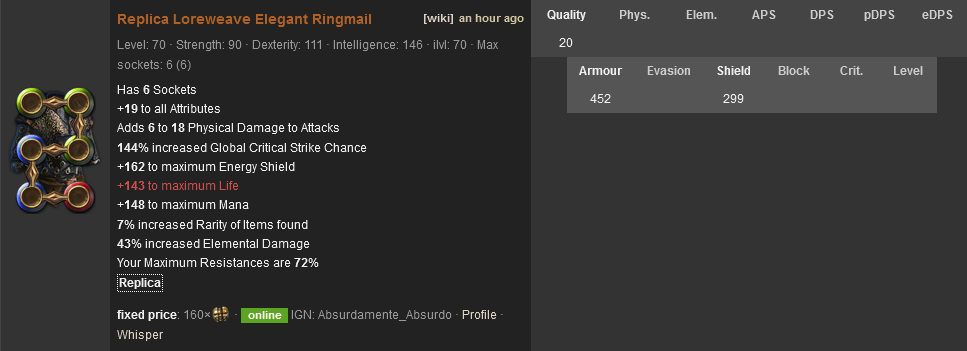 Replica Loreweave Elegant Ringmail [wiki] an hour ago
Level: 70 · Strength: 90 · Dexterity: 111 · Intelligence: 146 · ilvl: 70 · Max
sockets: 6 (6)
Has 6 Sockets
+19 to all Attributes
Adds 6 to 18 Physical Damage to Attacks
144% increased Global Critical Strike Chance
+162 to maximum Energy Shield
+143 to maximum Life
+148 to maximum Mana
7% increased Rarity of Items found
43% increased Elemental Damage
Your Maximum Resistances are 72%
Replica
fixed price: 160× · online IGN: Absurdamente_Absurdo · Profile ·
Whisper
Quality Phys. Elem. APS DPS pDPS eDPS
20
Armour Evasion Shield Block Crit. Level
452 299